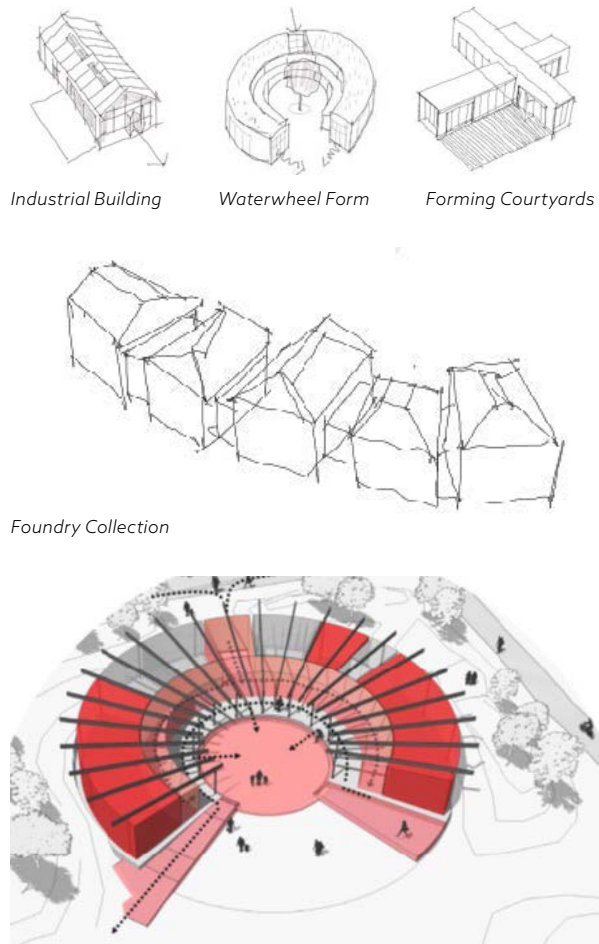 Industrial Building
Waterwheel Form
Forming Courtyards
Foundry Collection